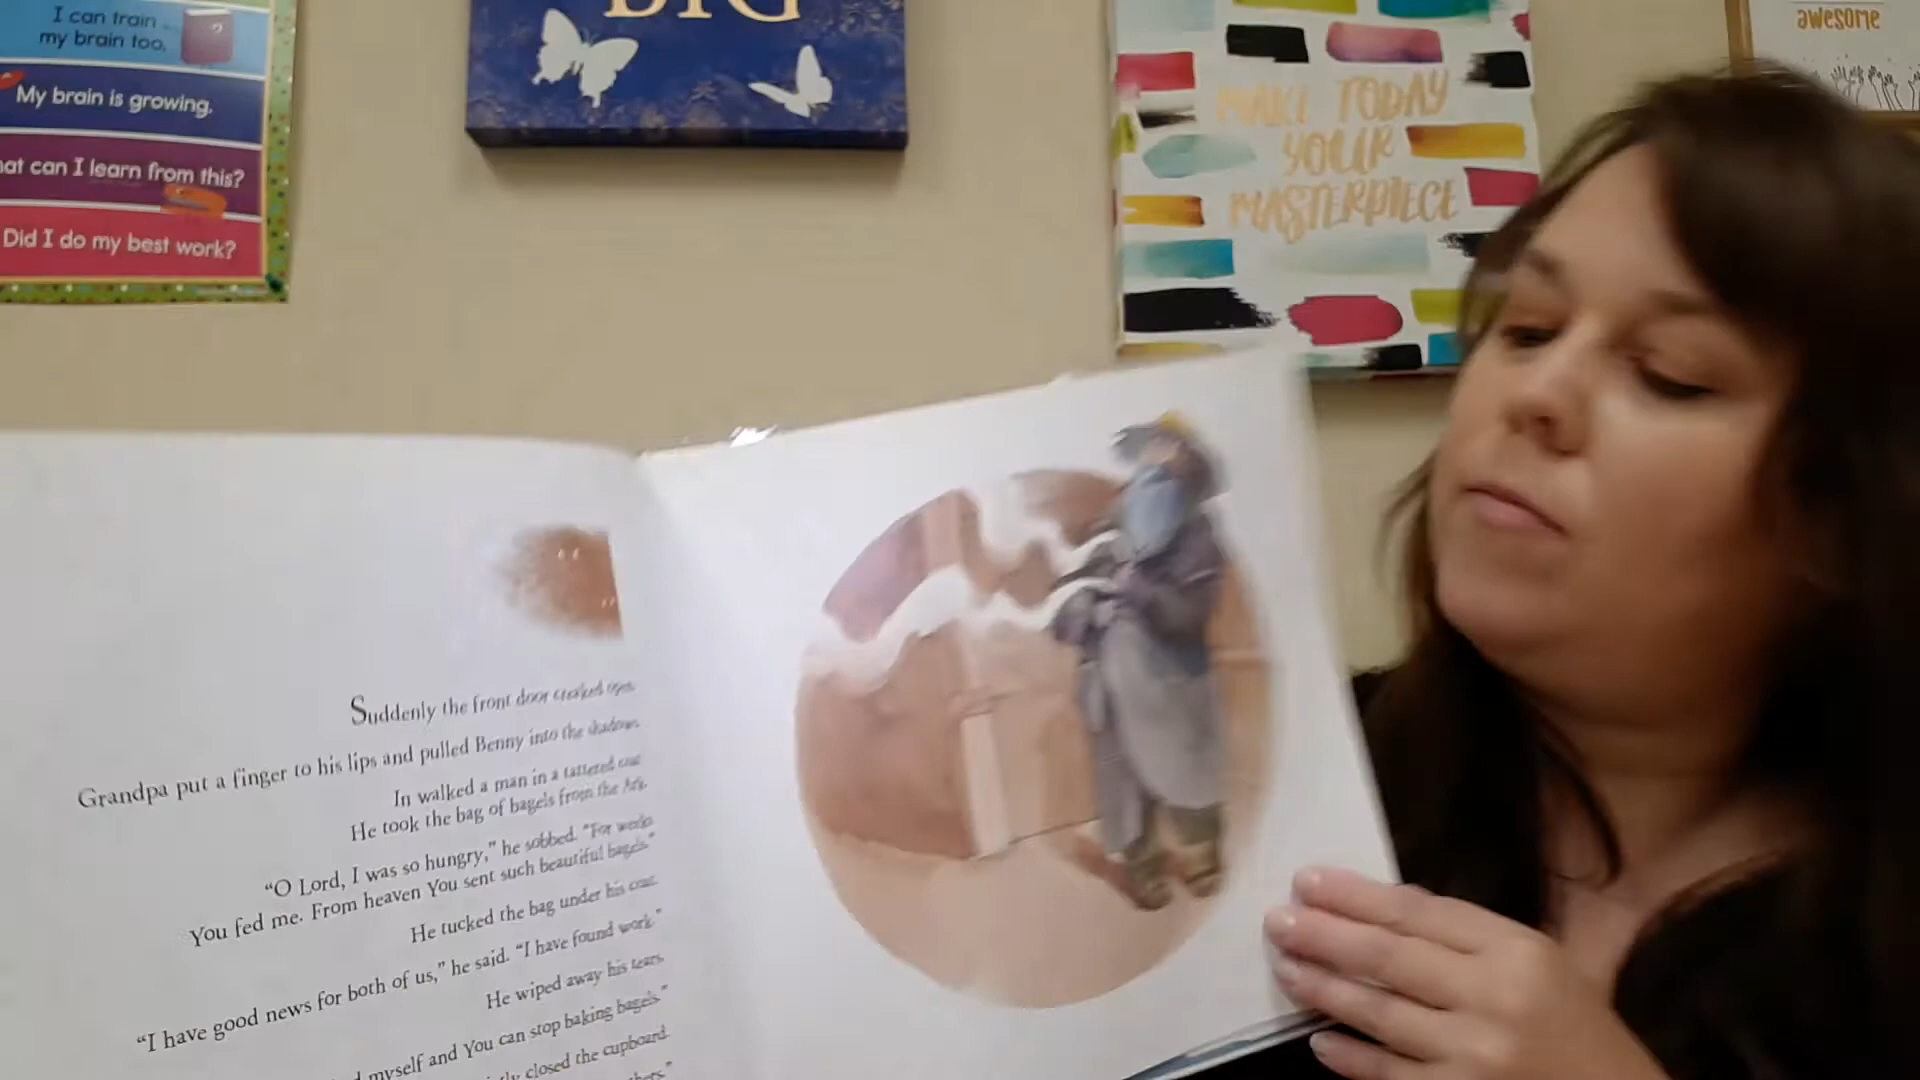 I can train
my brain too.
My brain is growing.
at can I learn from this?
Did I do my best work?
BIG
MAKE TODAY
YOUR
MASTERPIECE
awesome
Suddenly the front door creaked open.
Grandpa put a finger to his lips and pulled Benny into the shadows.
In walked a man in a tattered coat.
He took the bag of bagels from the Ark.
“O Lord, I was so hungry,” he sobbed. “For weeks
You fed me. From heaven You sent such beautiful bagels.”
He tucked the bag under his coat.
“I have good news for both of us,” he said. “I have found work.”
He wiped away his tears.
myself and You can stop baking bagels.”
closed the cupboard.